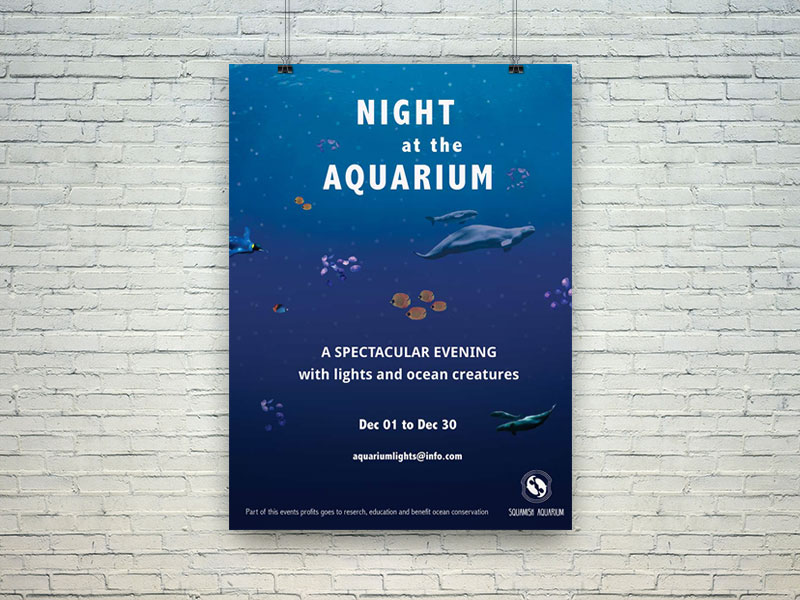 NIGHT
at the
AQUARIUM
A SPECTACULAR EVENING
with lights and ocean creatures
Dec 01 to Dec 30
aquariumlights@info.com
Part of this events profits goes to reserch, education and benefit ocean conservation
SQUAMISH AQUARIUM